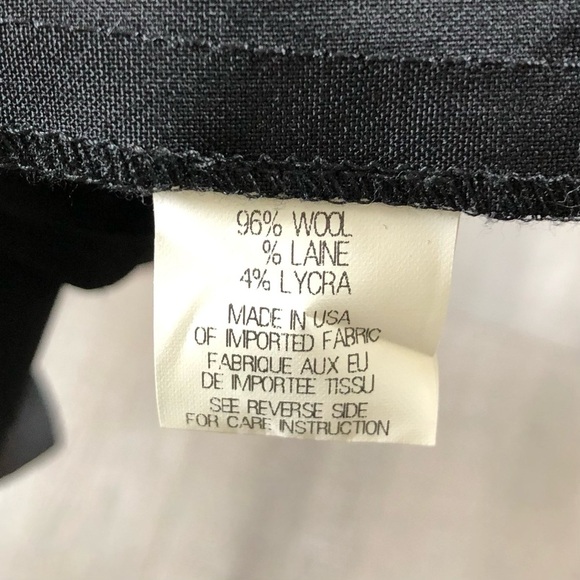 96% WOOL
% LAINE
4% LYCRA
MADE IN USA
OF IMPORTED FABRIC
FABRIQUE AUX EU
DE IMPORTEE TISSU
SEE REVERSE SIDE
FOR CARE INSTRUCTION